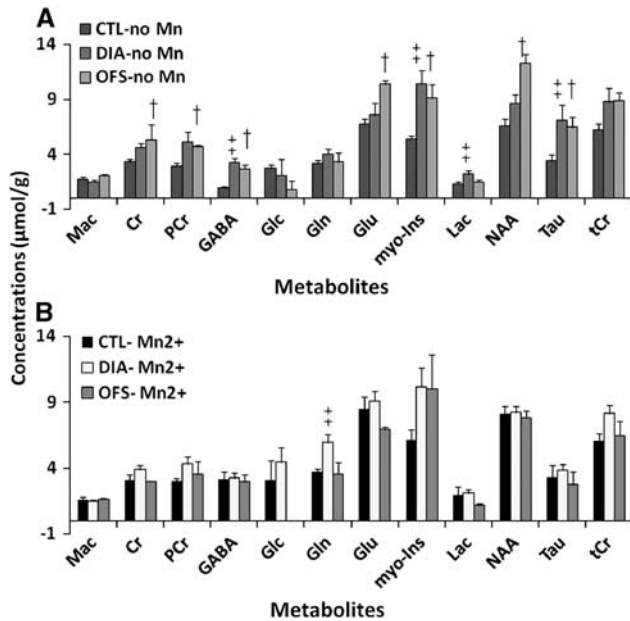 A
CTL-no Mn
DIA-no Mn
OFS-no Mn
14
9
4
-1
† † ‡ † † ‡ † ‡ † ‡ †
Mac Cr PCr GABA Glc Gln Glu myo-Ins Lac NAA Tau tCr
Metabolites
Concentrations (μmol/g)
B
CTL- Mn2+
DIA- Mn2+
OFS- Mn2+
14
9
4
-1
‡
Mac Cr PCr GABA Glc Gln Glu myo-Ins Lac NAA Tau tCr
Metabolites